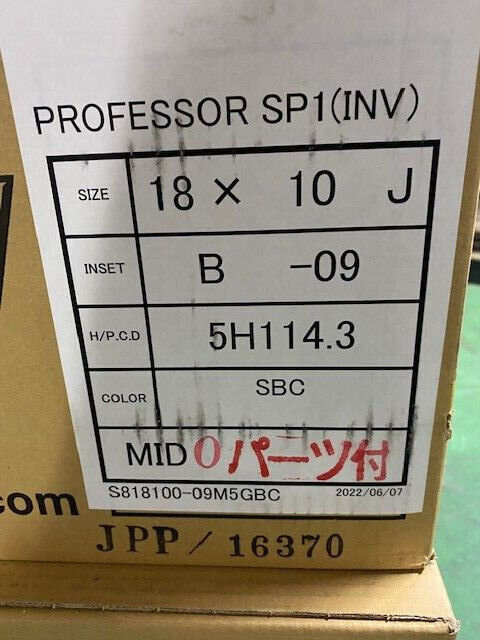 PROFESSOR SP1(INV)
SIZE 18 × 10 J
INSET B -09
H/P.C.D 5H114.3
COLOR SBC
MID 0パーツ付
S818100-09M5GBC 2022/06/07
.com
JPP/16370